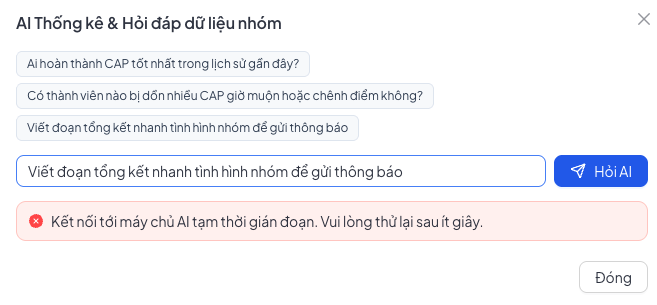 AI Thống kê & Hỏi đáp dữ liệu nhóm
Ai hoàn thành CAP tốt nhất trong lịch sử gần đây?
Có thành viên nào bị dồn nhiều CAP giờ muộn hoặc chênh điểm không?
Viết đoạn tổng kết nhanh tình hình nhóm để gửi thông báo
Viết đoạn tổng kết nhanh tình hình nhóm để gửi thông báo
Hỏi AI
Kết nối tới máy chủ AI tạm thời gián đoạn. Vui lòng thử lại sau ít giây.
Đóng